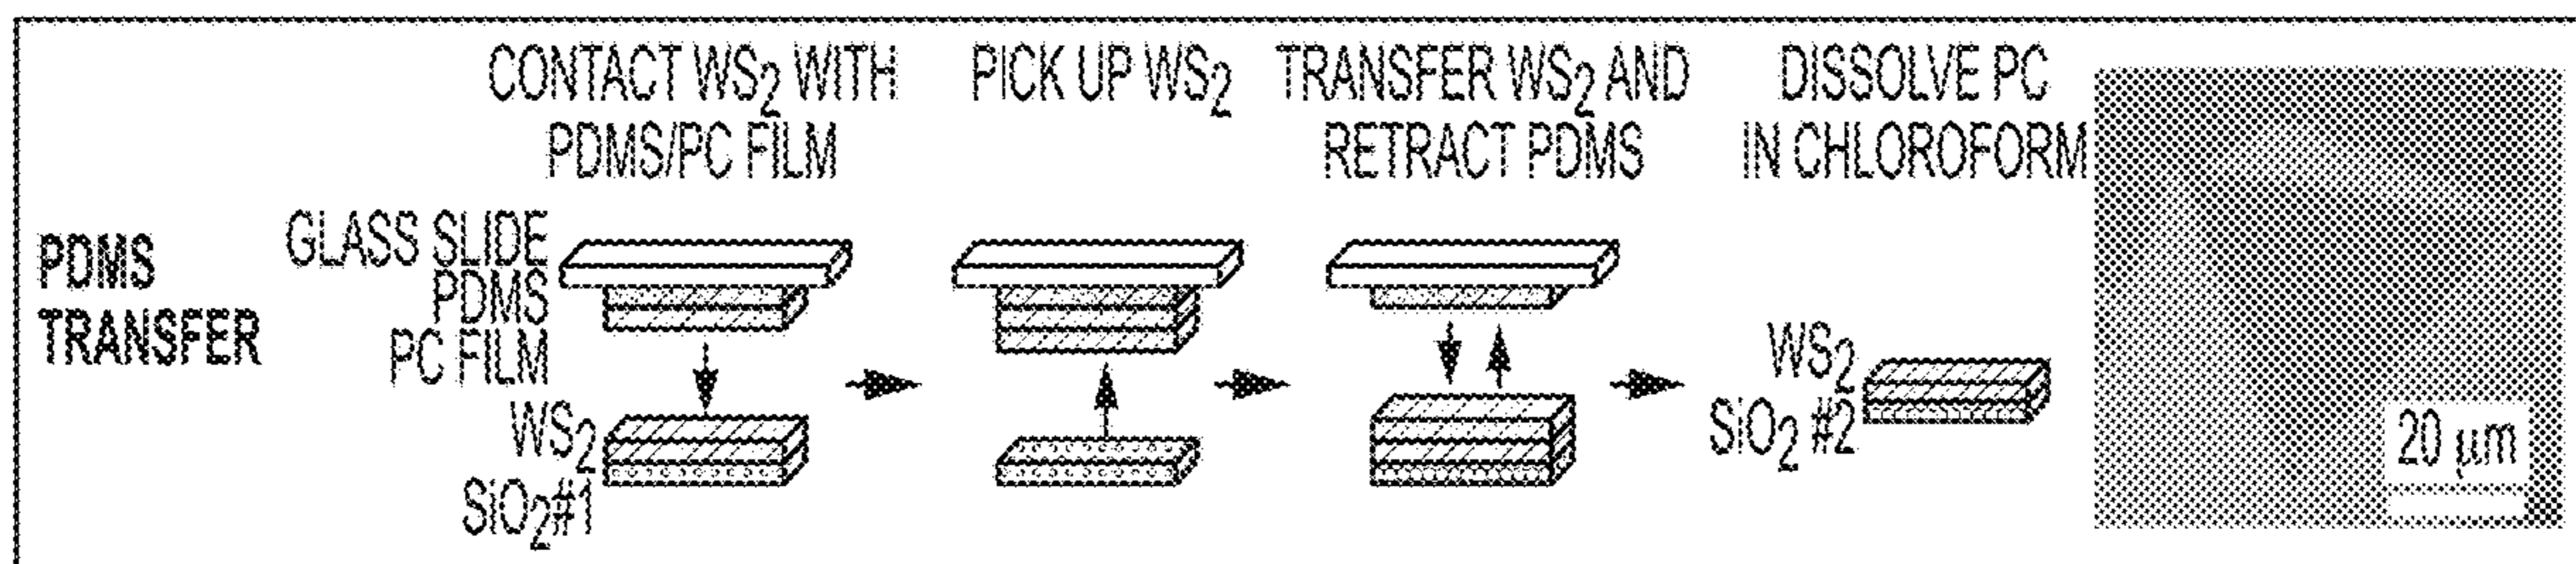 CONTACT WS2 WITH
PDMS/PC FILM
PICK UP WS2
TRANSFER WS2 AND
RETRACT PDMS
DISSOLVE PC
IN CHLOROFORM
PDMS
TRANSFER
GLASS SLIDE
PDMS
PC FILM
WS2
SiO2#1
WS2
SiO2 #2
20 μm